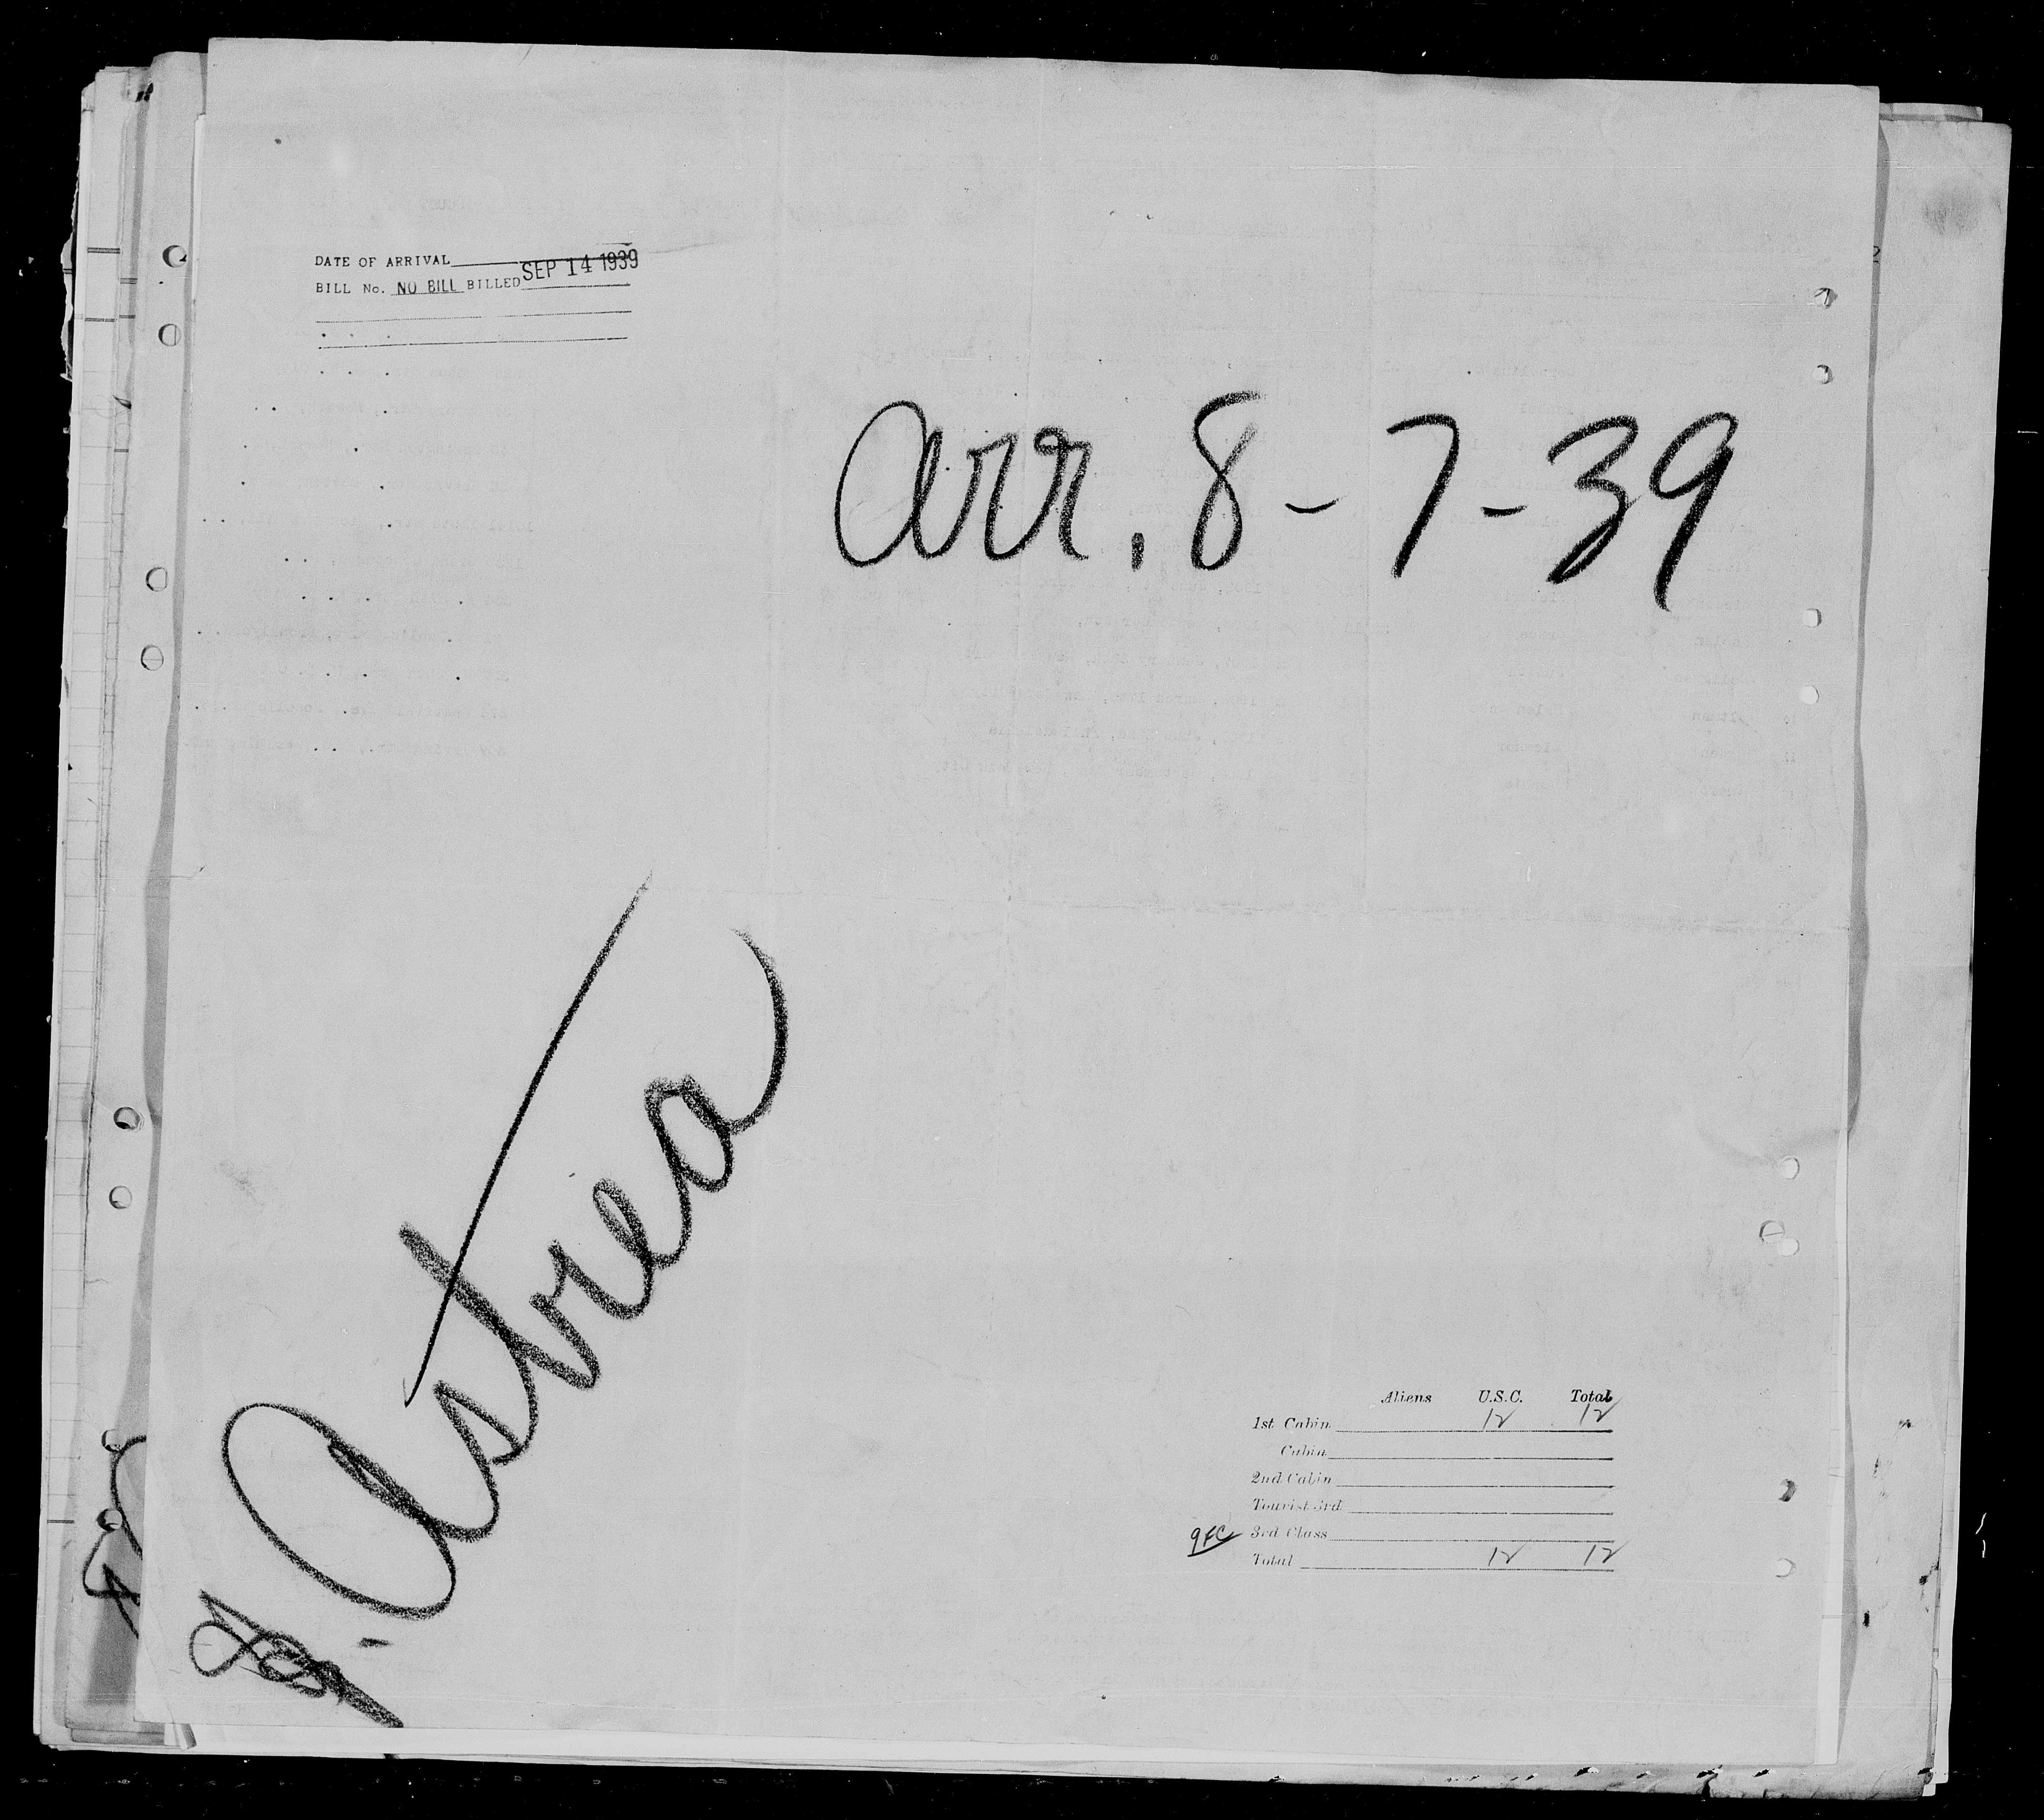 DATE OF ARRIVAL
BILL No. NO BILL BILLED SEP 14 1939
arr. 8-7-39
Astrea
Aliens U.S.C. Total
1st Cabin 12 12
Cabin
2nd Cabin
Tourist 3rd
3rd Class
Total 12 12